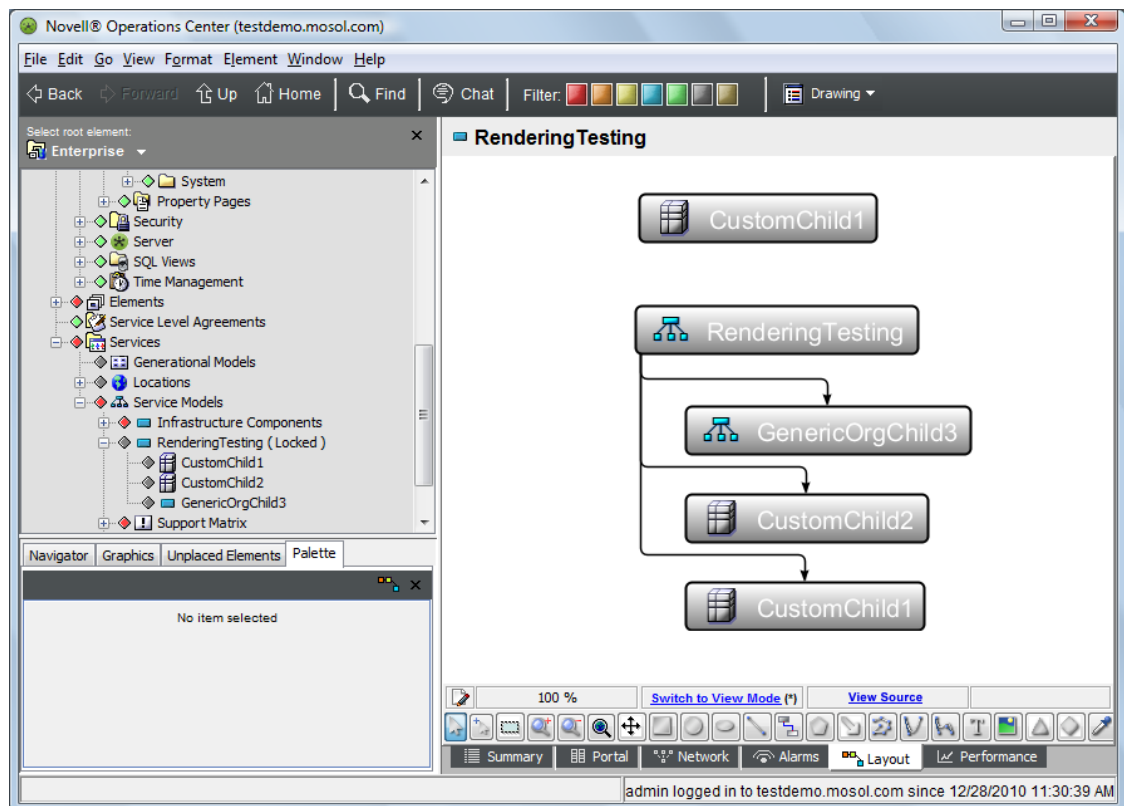 Novell® Operations Center (testdemo.mosol.com)
File Edit Go View Format Element Window Help
Back Forward Up Home Find Chat Filter: Drawing
Select root element:
Enterprise
System
Property Pages
Security
Server
SQL Views
Time Management
Elements
Service Level Agreements
Services
Generational Models
Locations
Service Models
Infrastructure Components
RenderingTesting ( Locked )
CustomChild1
CustomChild2
GenericOrgChild3
Support Matrix
Navigator Graphics Unplaced Elements Palette
No item selected
RenderingTesting
CustomChild1
RenderingTesting
GenericOrgChild3
CustomChild2
CustomChild1
100 % Switch to View Mode (*) View Source
Summary Portal Network Alarms Layout Performance
admin logged in to testdemo.mosol.com since 12/28/2010 11:30:39 AM